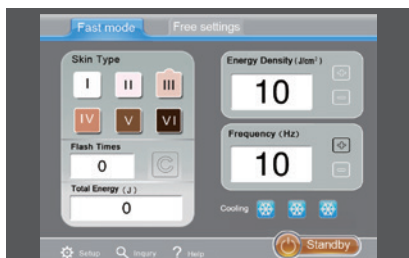 Fast mode
Free settings
Skin Type
I II III
IV V VI
Flash Times
0
C
Total Energy (J)
0
Energy Density (J/cm²)
10
Frequency (Hz)
10
Cooling
Setup Inquiry ? Help
Standby